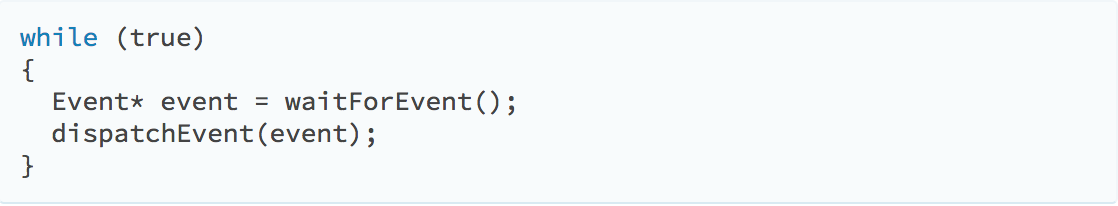 while (true)
{
  Event* event = waitForEvent();
  dispatchEvent(event);
}